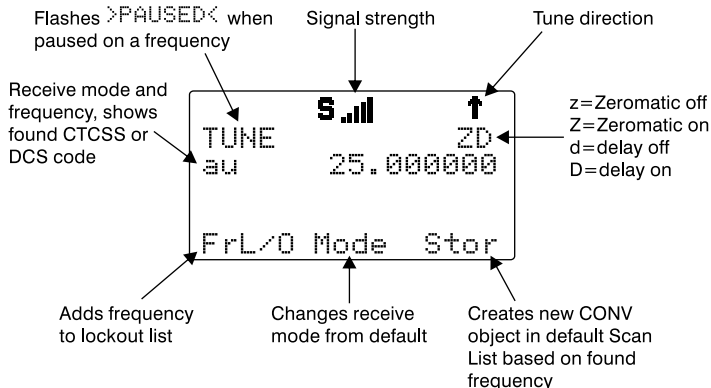 Flashes >PAUSED< when
paused on a frequency
Signal strength
Tune direction
Receive mode and
frequency, shows
found CTCSS or
DCS code
S
TUNE ZD
au 25.000000
FrL/O Mode Stor
z=Zeromatic off
Z=Zeromatic on
d=delay off
D=delay on
Adds frequency
to lockout list
Changes receive
mode from default
Creates new CONV
object in default Scan
List based on found
frequency